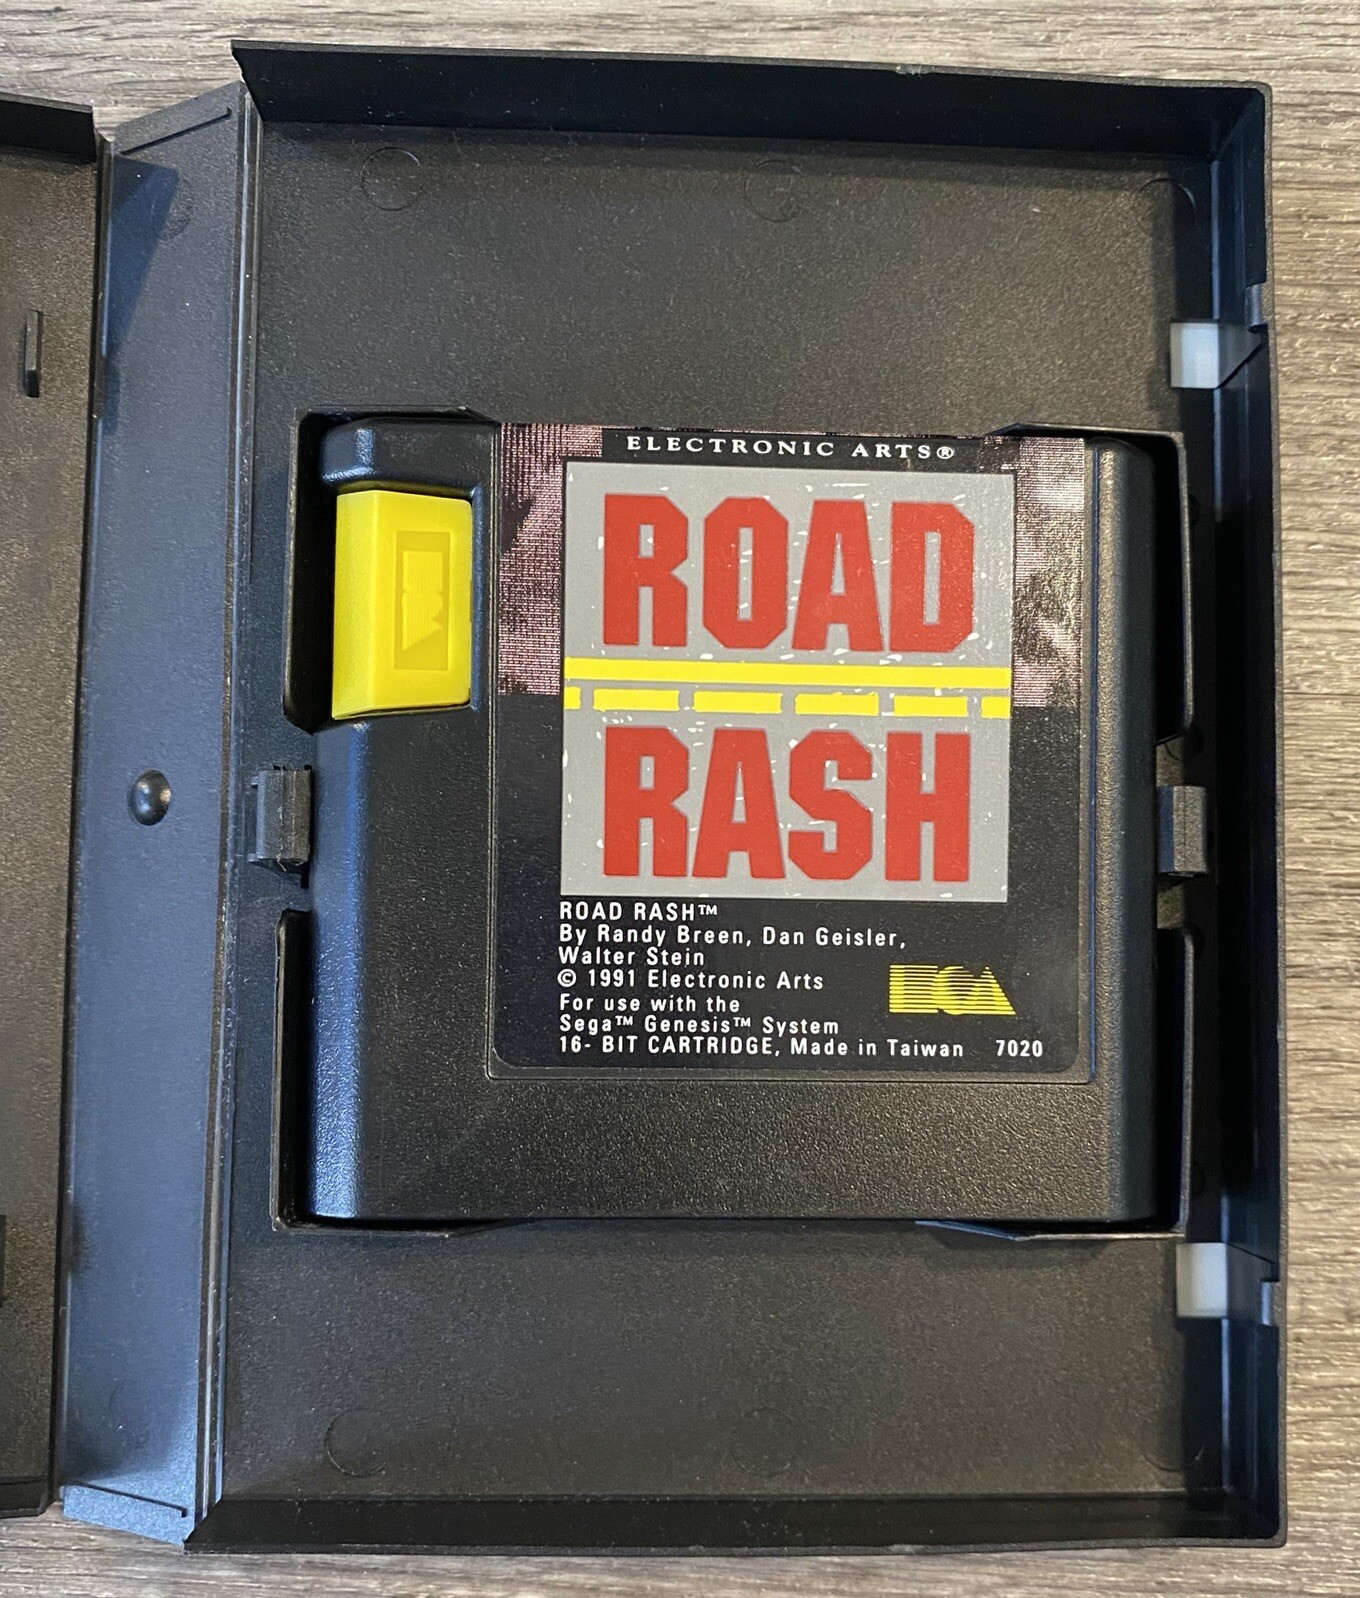 ELECTRONIC ARTS®
ROAD
RASH
ROAD RASH™
By Randy Breen, Dan Geisler,
Walter Stein
© 1991 Electronic Arts
For use with the
Sega™ Genesis™ System
16- BIT CARTRIDGE, Made in Taiwan 7020
EA